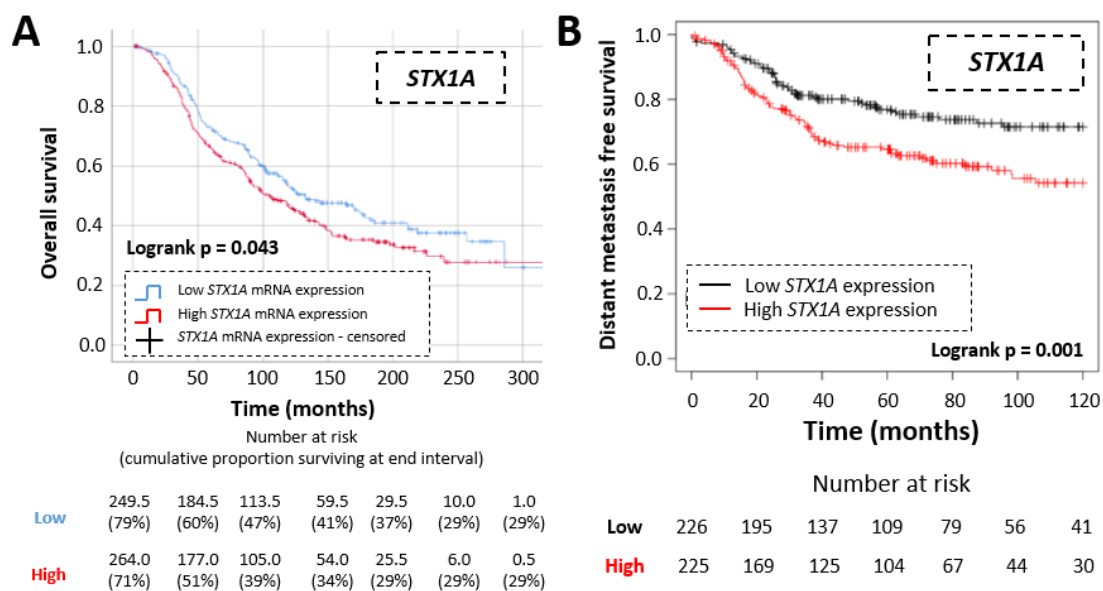 A
STX1A
Overall survival
1.0
0.8
0.6
0.4
0.2
0.0
Logrank p = 0.043
Low STX1A mRNA expression
High STX1A mRNA expression
STX1A mRNA expression - censored
0 50 100 150 200 250 300
Time (months)
Number at risk
(cumulative proportion surviving at end interval)
249.5 184.5 113.5 59.5 29.5 10.0 1.0
Low (79%) (60%) (47%) (41%) (37%) (29%) (29%)
264.0 177.0 105.0 54.0 25.5 6.0 0.5
High (71%) (51%) (39%) (34%) (29%) (29%) (29%)
B
STX1A
Distant metastasis free survival
1.0
0.8
0.6
0.4
0.2
0.0
Low STX1A expression
High STX1A expression
Logrank p = 0.001
0 20 40 60 80 100 120
Time (months)
Number at risk
Low 226 195 137 109 79 56 41
High 225 169 125 104 67 44 30